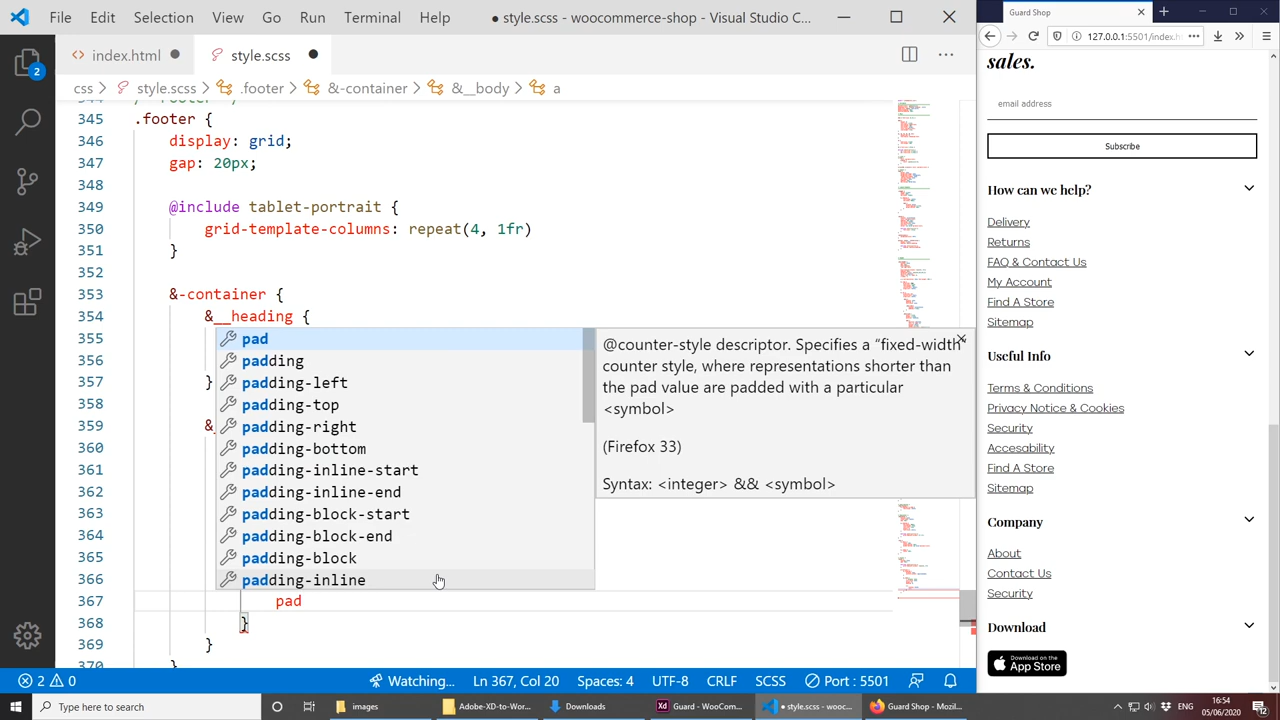 File Edit Selection View Go Run Terminal Help
● style.scss - woocommerce-shop - Visual Studio C...
index.html
style.scss
css > style.scss > .footer > &-container > &__body > a
345
346 display: grid;
347
348
349 @include tablet-portrait {
350 repeat(4, 1fr)
351 }
352
353 &-container
354 __heading {
355
356
357 }
358
359 &
360
361
362
363
364
365
366
367 pad
368 }
369 }
370 }
pad
padding
padding-left
padding-top
padding-right
padding-bottom
padding-inline-start
padding-inline-end
padding-block-start
padding-block-end
padding-block
padding-inline
@counter-style descriptor. Specifies a “fixed-width”
counter style, where representations shorter than
the pad value are padded with a particular
<symbol>
(Firefox 33)
Syntax: <integer> && <symbol>
2
2 0 Watching... Ln 367, Col 20 Spaces: 4 UTF-8 CRLF SCSS Port : 5501
Guard Shop
127.0.0.1:5501/index.h
sales.
email address
Subscribe
How can we help?
Delivery
Returns
FAQ & Contact Us
My Account
Find A Store
Sitemap
Useful Info
Terms & Conditions
Privacy Notice & Cookies
Security
Accesability
Find A Store
Sitemap
Company
About
Contact Us
Security
Download
Download on the
App Store
Type here to search
images
Adobe-XD-to-Wor...
Downloads
Guard - WooCom...
● style.scss - wooc...
Guard Shop - Mozil...
16:54
05/06/2020
12